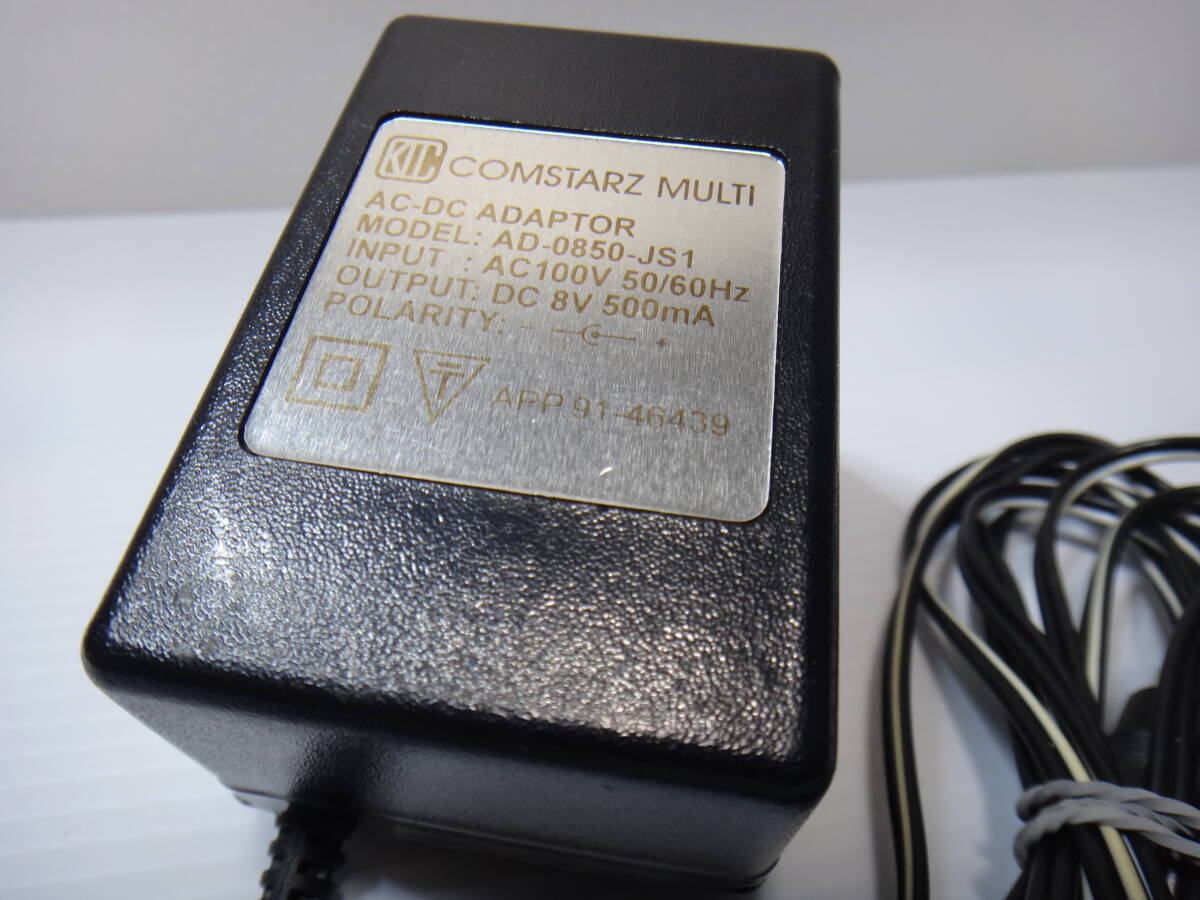 KTC COMSTARZ MULTI
AC-DC ADAPTOR
MODEL: AD-0850-JS1
INPUT : AC100V 50/60Hz
OUTPUT: DC 8V 500mA
POLARITY: − +
T APP 91-46439